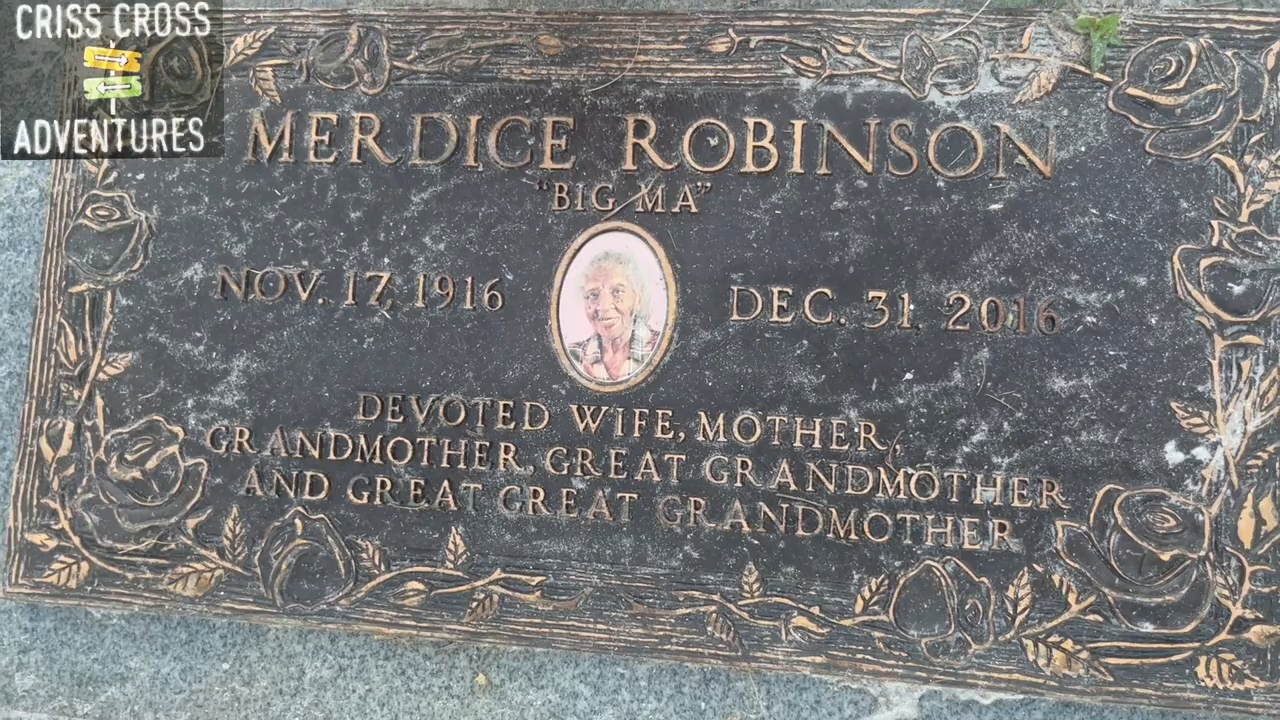 CRISS CROSS
ADVENTURES
MERDICE ROBINSON
"BIG MA"
NOV. 17, 1916
DEC. 31, 2016
DEVOTED WIFE, MOTHER,
GRANDMOTHER, GREAT GRANDMOTHER
AND GREAT GREAT GRANDMOTHER